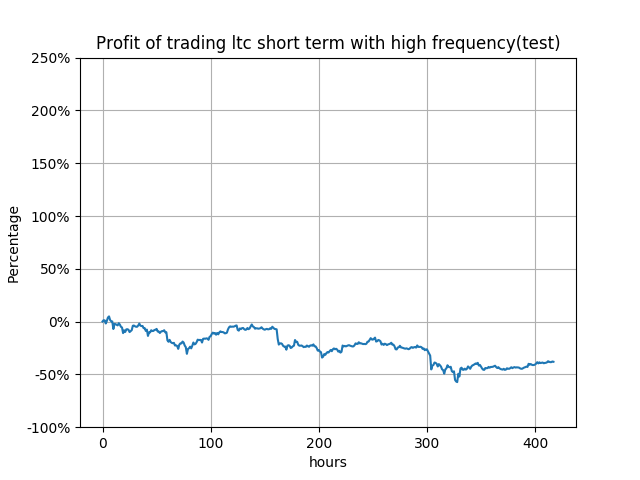 Profit of trading ltc short term with high frequency(test)
250%
200%
150%
100%
50%
0%
-50%
-100%
Percentage
0 100 200 300 400
hours